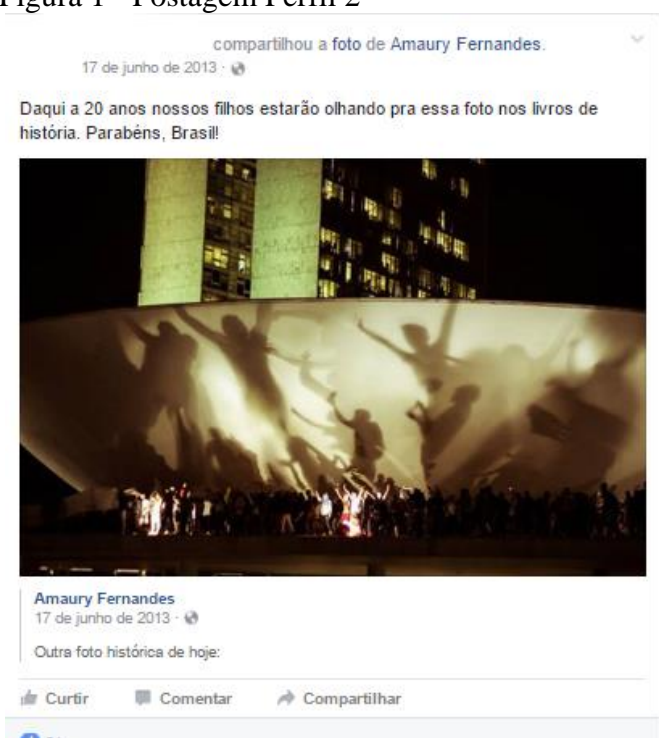 Figura 1 - Postagem Perfil 2
compartilhou a foto de Amaury Fernandes.
17 de junho de 2013 ·
Daqui a 20 anos nossos filhos estarão olhando pra essa foto nos livros de
história. Parabéns, Brasil!
Amaury Fernandes
17 de junho de 2013 ·
Outra foto histórica de hoje:
Curtir Comentar Compartilhar